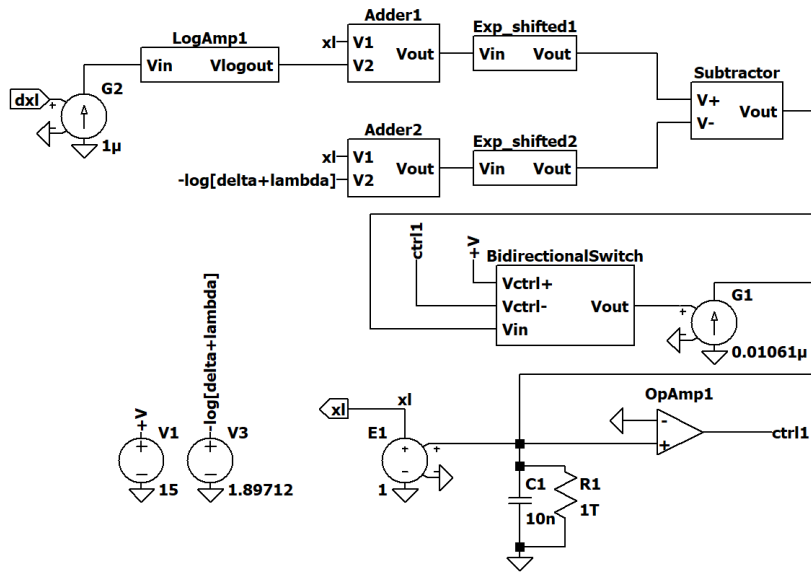 Adder1
LogAmp1
xl
V1
Vout
Exp_shifted1
Vin
Vout
Vin
Vlogout
V2
Subtractor
dxl
G2
V+
Vout
V-
1µ
Adder2
Exp_shifted2
xl
V1
Vout
Vin
Vout
-log[delta+lambda]
V2
ctrl1
+V
BidirectionalSwitch
Vctrl+
Vctrl-
Vout
Vin
G1
0.01061µ
-log[delta+lambda]
+V
xl
xl
OpAmp1
ctrl1
V1
V3
E1
C1
R1
15
1.89712
1
10n
1T